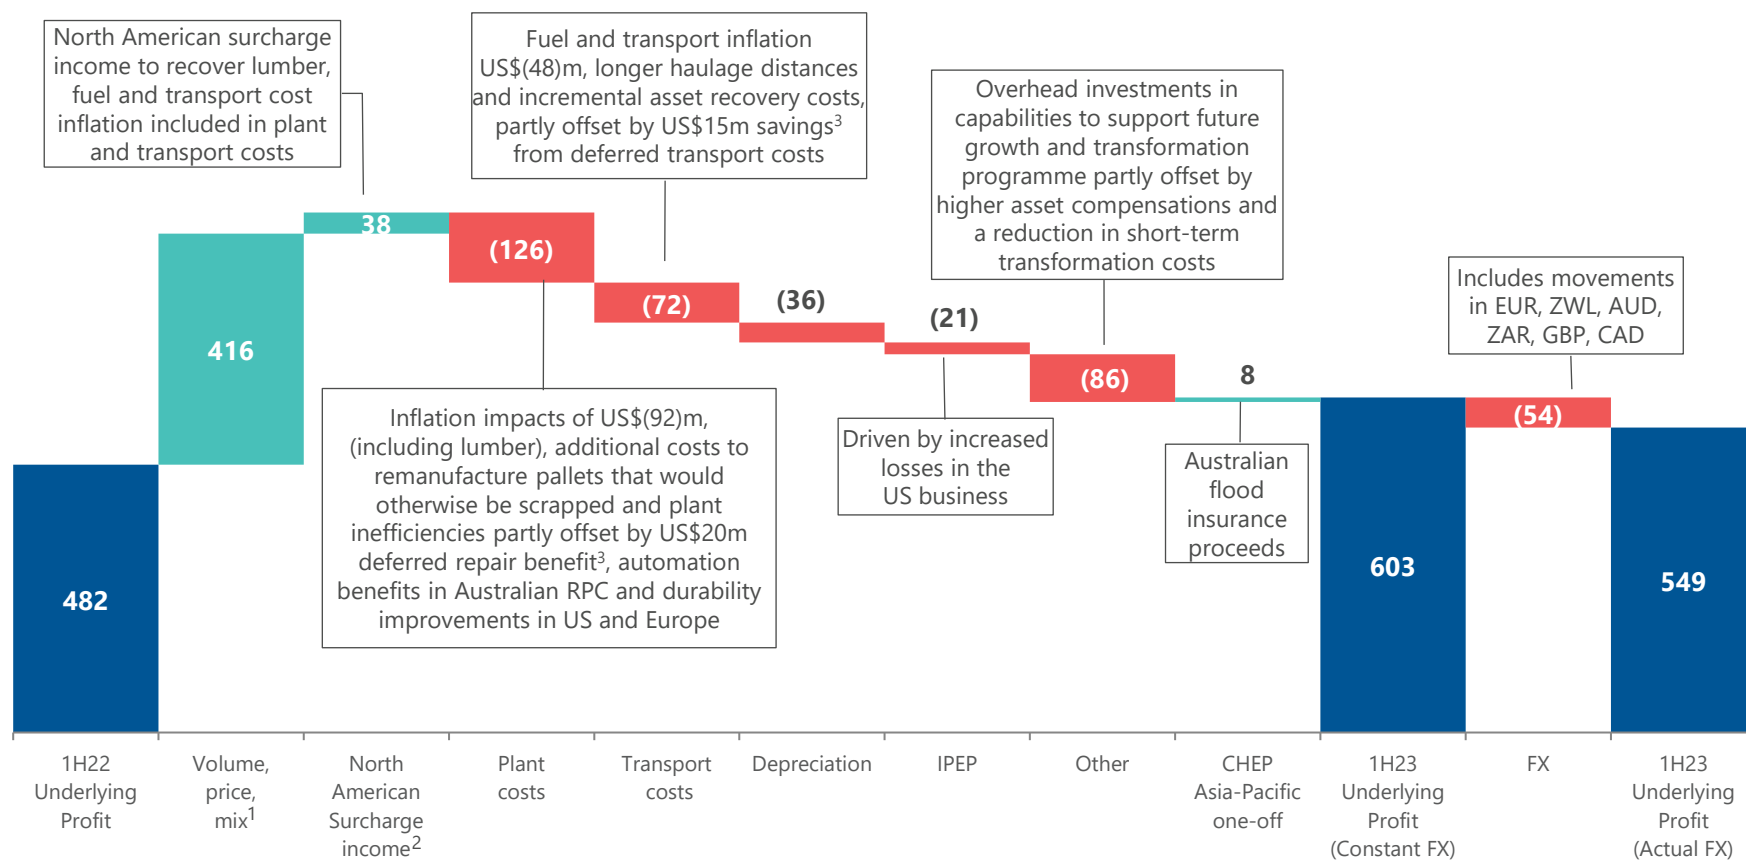 North American surcharge
income to recover lumber,
fuel and transport cost
inflation included in plant
and transport costs
Fuel and transport inflation
US$(48)m, longer haulage distances
and incremental asset recovery costs,
partly offset by US$15m savings³
from deferred transport costs
Overhead investments in
capabilities to support future
growth and transformation
programme partly offset by
higher asset compensations and
a reduction in short-term
transformation costs
Includes movements
in EUR, ZWL, AUD,
ZAR, GBP, CAD
482
416
38
(126)
(72)
(36)
(21)
(86)
8
603
(54)
549
Inflation impacts of US$(92)m,
(including lumber), additional costs to
remanufacture pallets that would
otherwise be scrapped and plant
inefficiencies partly offset by US$20m
deferred repair benefit³, automation
benefits in Australian RPC and durability
improvements in US and Europe
Driven by increased
losses in the
US business
Australian
flood
insurance
proceeds
1H22
Underlying
Profit
Volume,
price,
mix¹
North
American
Surcharge
income²
Plant
costs
Transport
costs
Depreciation
IPEP
Other
CHEP
Asia-Pacific
one-off
1H23
Underlying
Profit
(Constant FX)
FX
1H23
Underlying
Profit
(Actual FX)